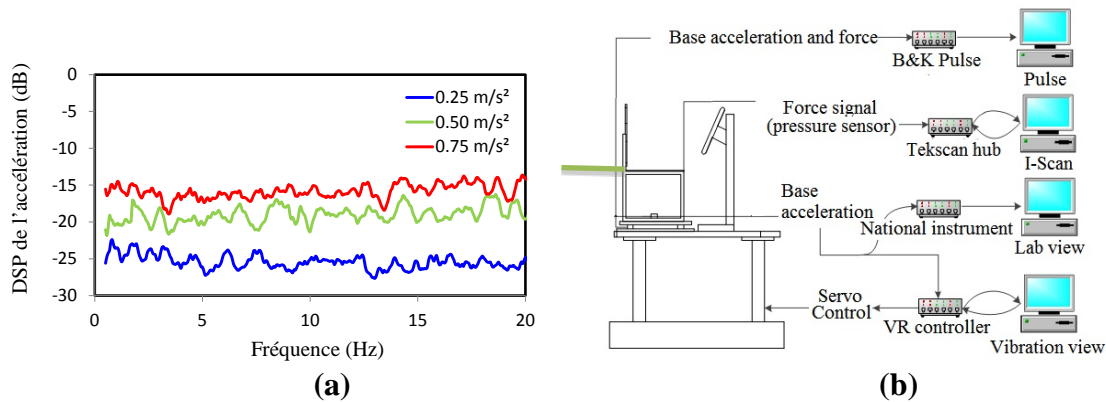 DSP de l'accélération (dB)
0
-5
-10
-15
-20
-25
-30
0.25 m/s²
0.50 m/s²
0.75 m/s²
0
5
10
15
20
Fréquence (Hz)
(a)
Base acceleration and force
B&K Pulse
Pulse
Force signal
(pressure sensor)
Tekscan hub
I-Scan
Base
acceleration
National instrument
Lab view
Servo
Control
VR controller
Vibration view
(b)